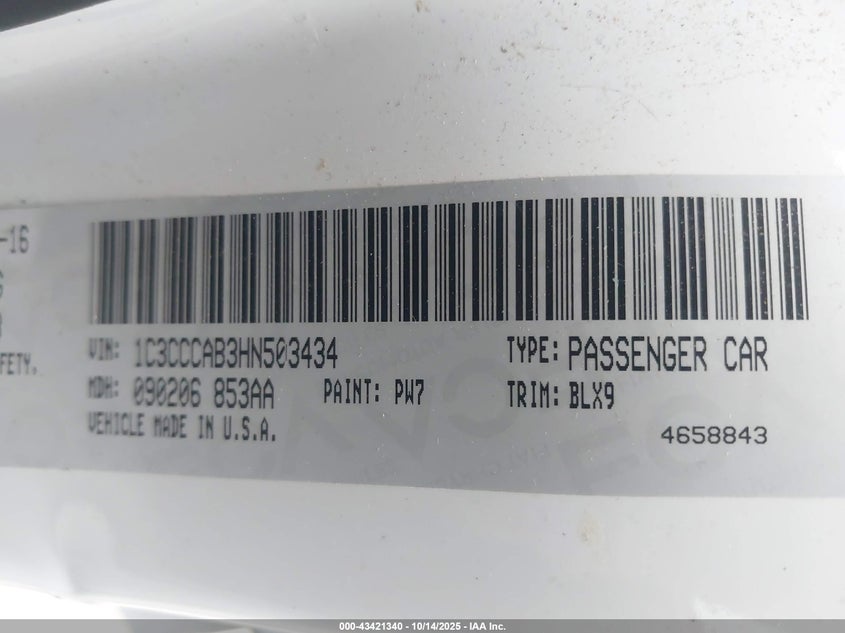 -16
FETY.
VIN: 1C3CCCAB3HN503434 TYPE: PASSENGER CAR
MDH: 090206 853AA PAINT: PW7 TRIM: BLX9
VEHICLE MADE IN U.S.A. 4658843
000-43421340 - 10/14/2025 - IAA Inc.